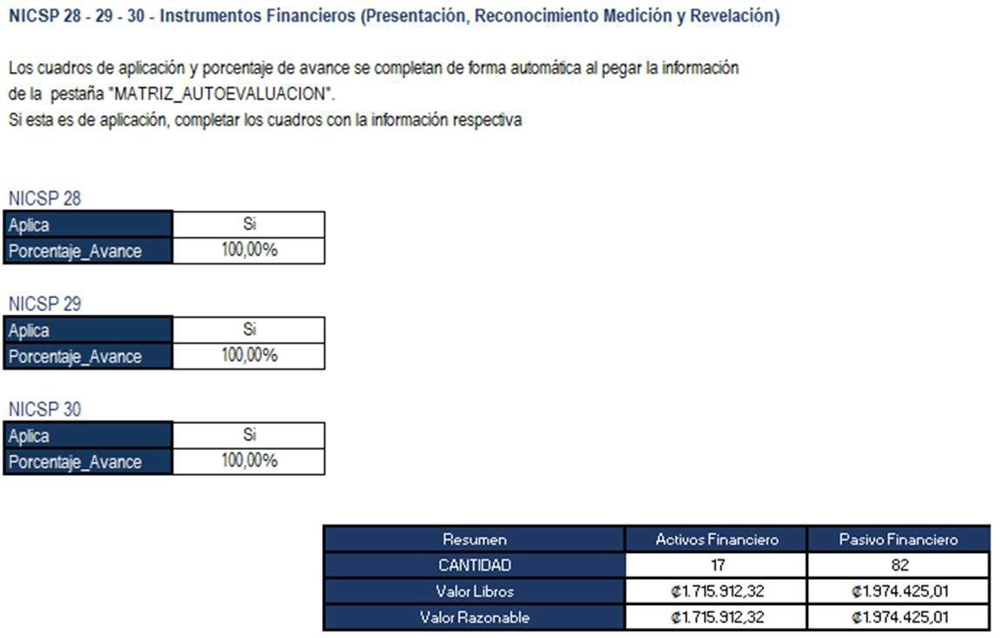 NICSP 28 - 29 - 30 - Instrumentos Financieros (Presentación, Reconocimiento Medición y Revelación)
Los cuadros de aplicación y porcentaje de avance se completan de forma automática al pegar la información
de la pestaña "MATRIZ_AUTOEVALUACION".
Si esta es de aplicación, completar los cuadros con la información respectiva
NICSP 28
Aplica Si
Porcentaje_Avance 100,00%
NICSP 29
Aplica Si
Porcentaje_Avance 100,00%
NICSP 30
Aplica Si
Porcentaje_Avance 100,00%
Resumen Activos Financiero Pasivo Financiero
CANTIDAD 17 82
Valor Libros ₡1.715.912,32 ₡1.974.425,01
Valor Razonable ₡1.715.912,32 ₡1.974.425,01